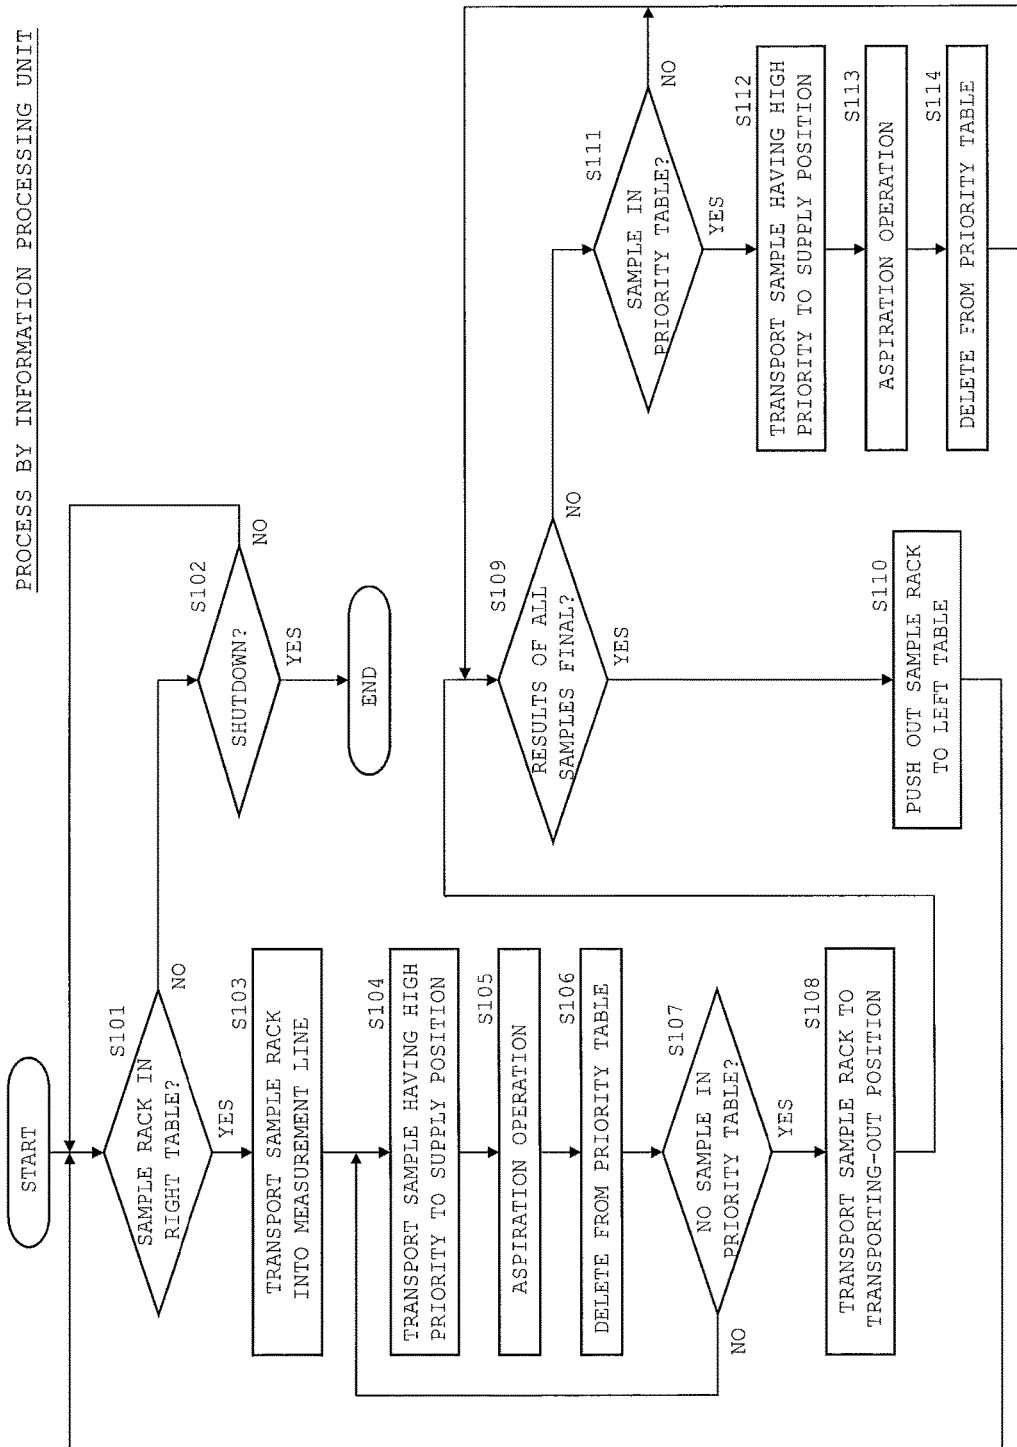 PROCESS BY INFORMATION PROCESSING UNIT
START
S101
SAMPLE RACK IN
RIGHT TABLE?
NO
YES
S102
SHUTDOWN?
NO
YES
END
S103
TRANSPORT SAMPLE RACK
INTO MEASUREMENT LINE
S104
TRANSPORT SAMPLE HAVING HIGH
PRIORITY TO SUPPLY POSITION
S105
ASPIRATION OPERATION
S106
DELETE FROM PRIORITY TABLE
S107
NO SAMPLE IN
PRIORITY TABLE?
NO
YES
S108
TRANSPORT SAMPLE RACK TO
TRANSPORTING-OUT POSITION
S109
RESULTS OF ALL
SAMPLES FINAL?
NO
YES
S110
PUSH OUT SAMPLE RACK
TO LEFT TABLE
S111
SAMPLE IN
PRIORITY TABLE?
NO
YES
S112
TRANSPORT SAMPLE HAVING HIGH
PRIORITY TO SUPPLY POSITION
S113
ASPIRATION OPERATION
S114
DELETE FROM PRIORITY TABLE